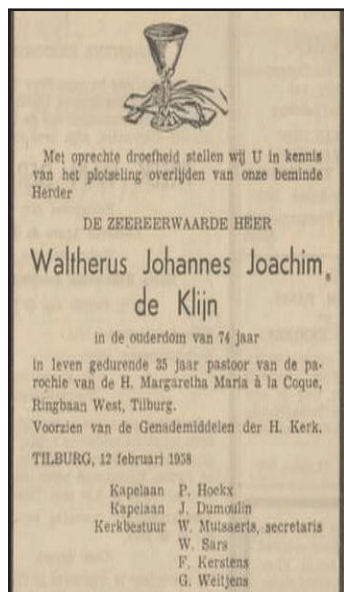 Met oprechte droefheid stellen wij U in kennis
van het plotseling overlijden van onze beminde
Herder
DE ZEEREERWAARDE HEER
Waltherus Johannes Joachim
de Klijn
in de ouderdom van 74 jaar
in leven gedurende 35 jaar pastoor van de pa-
rochie van de H. Margaretha Maria à la Coque,
Ringbaan West, Tilburg.
Voorzien van de Genademiddelen der H. Kerk.
TILBURG, 12 februari 1958
Kapelaan P. Hoekx
Kapelaan J. Dumoulin
Kerkbestuur W. Mutsaerts, secretaris
W. Sars
F. Kerstens
G. Weitjens